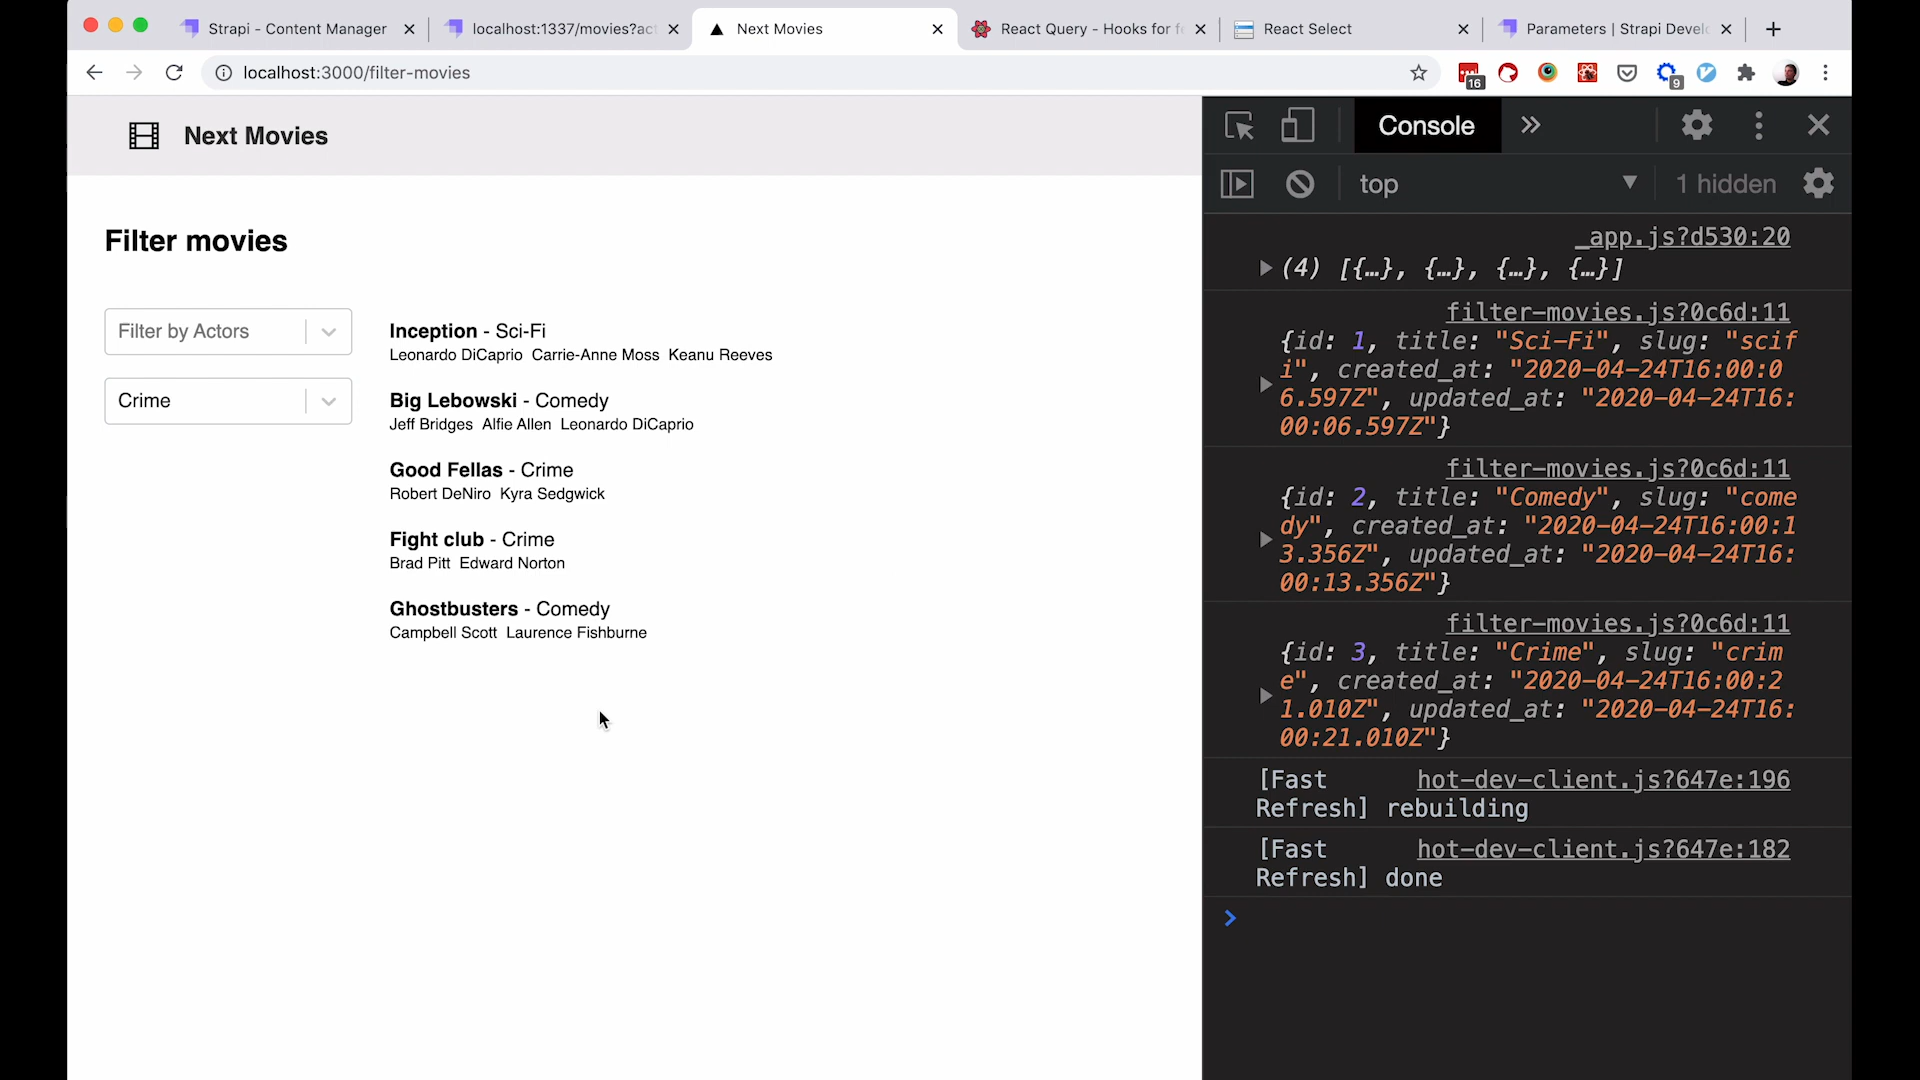 Strapi - Content Manager
localhost:1337/movies?act
Next Movies
React Query - Hooks for fe
React Select
Parameters | Strapi Develo
localhost:3000/filter-movies
16
9
Next Movies
Filter movies
Filter by Actors
Crime
Inception - Sci-Fi
Leonardo DiCaprio Carrie-Anne Moss Keanu Reeves
Big Lebowski - Comedy
Jeff Bridges Alfie Allen Leonardo DiCaprio
Good Fellas - Crime
Robert DeNiro Kyra Sedgwick
Fight club - Crime
Brad Pitt Edward Norton
Ghostbusters - Comedy
Campbell Scott Laurence Fishburne
Console
top
1 hidden
_app.js?d530:20
(4) [{…}, {…}, {…}, {…}]
filter-movies.js?0c6d:11
{id: 1, title: "Sci-Fi", slug: "scif
i", created_at: "2020-04-24T16:00:0
6.597Z", updated_at: "2020-04-24T16:
00:06.597Z"}
filter-movies.js?0c6d:11
{id: 2, title: "Comedy", slug: "come
dy", created_at: "2020-04-24T16:00:1
3.356Z", updated_at: "2020-04-24T16:
00:13.356Z"}
filter-movies.js?0c6d:11
{id: 3, title: "Crime", slug: "crim
e", created_at: "2020-04-24T16:00:2
1.010Z", updated_at: "2020-04-24T16:
00:21.010Z"}
[Fast hot-dev-client.js?647e:196
Refresh] rebuilding
[Fast hot-dev-client.js?647e:182
Refresh] done